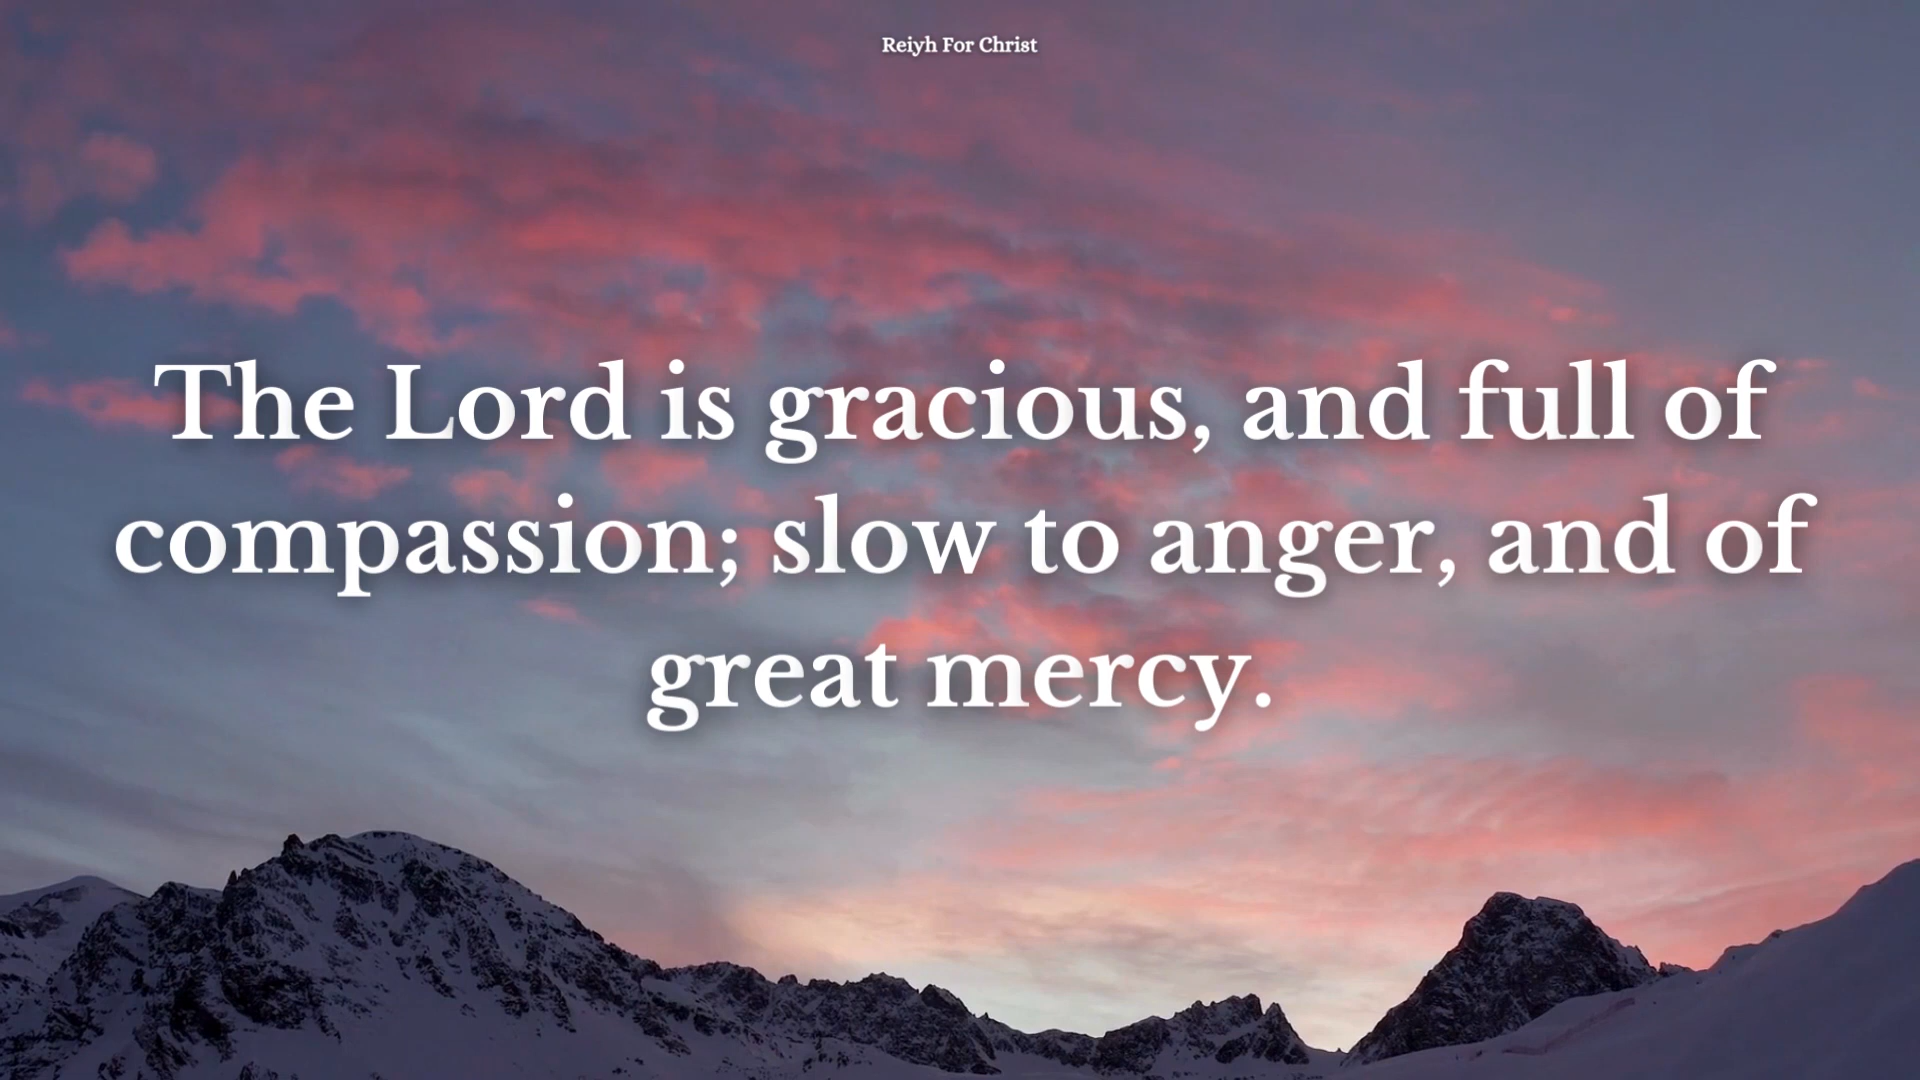 Reiyh For Christ
The Lord is gracious, and full of
compassion; slow to anger, and of
great mercy.